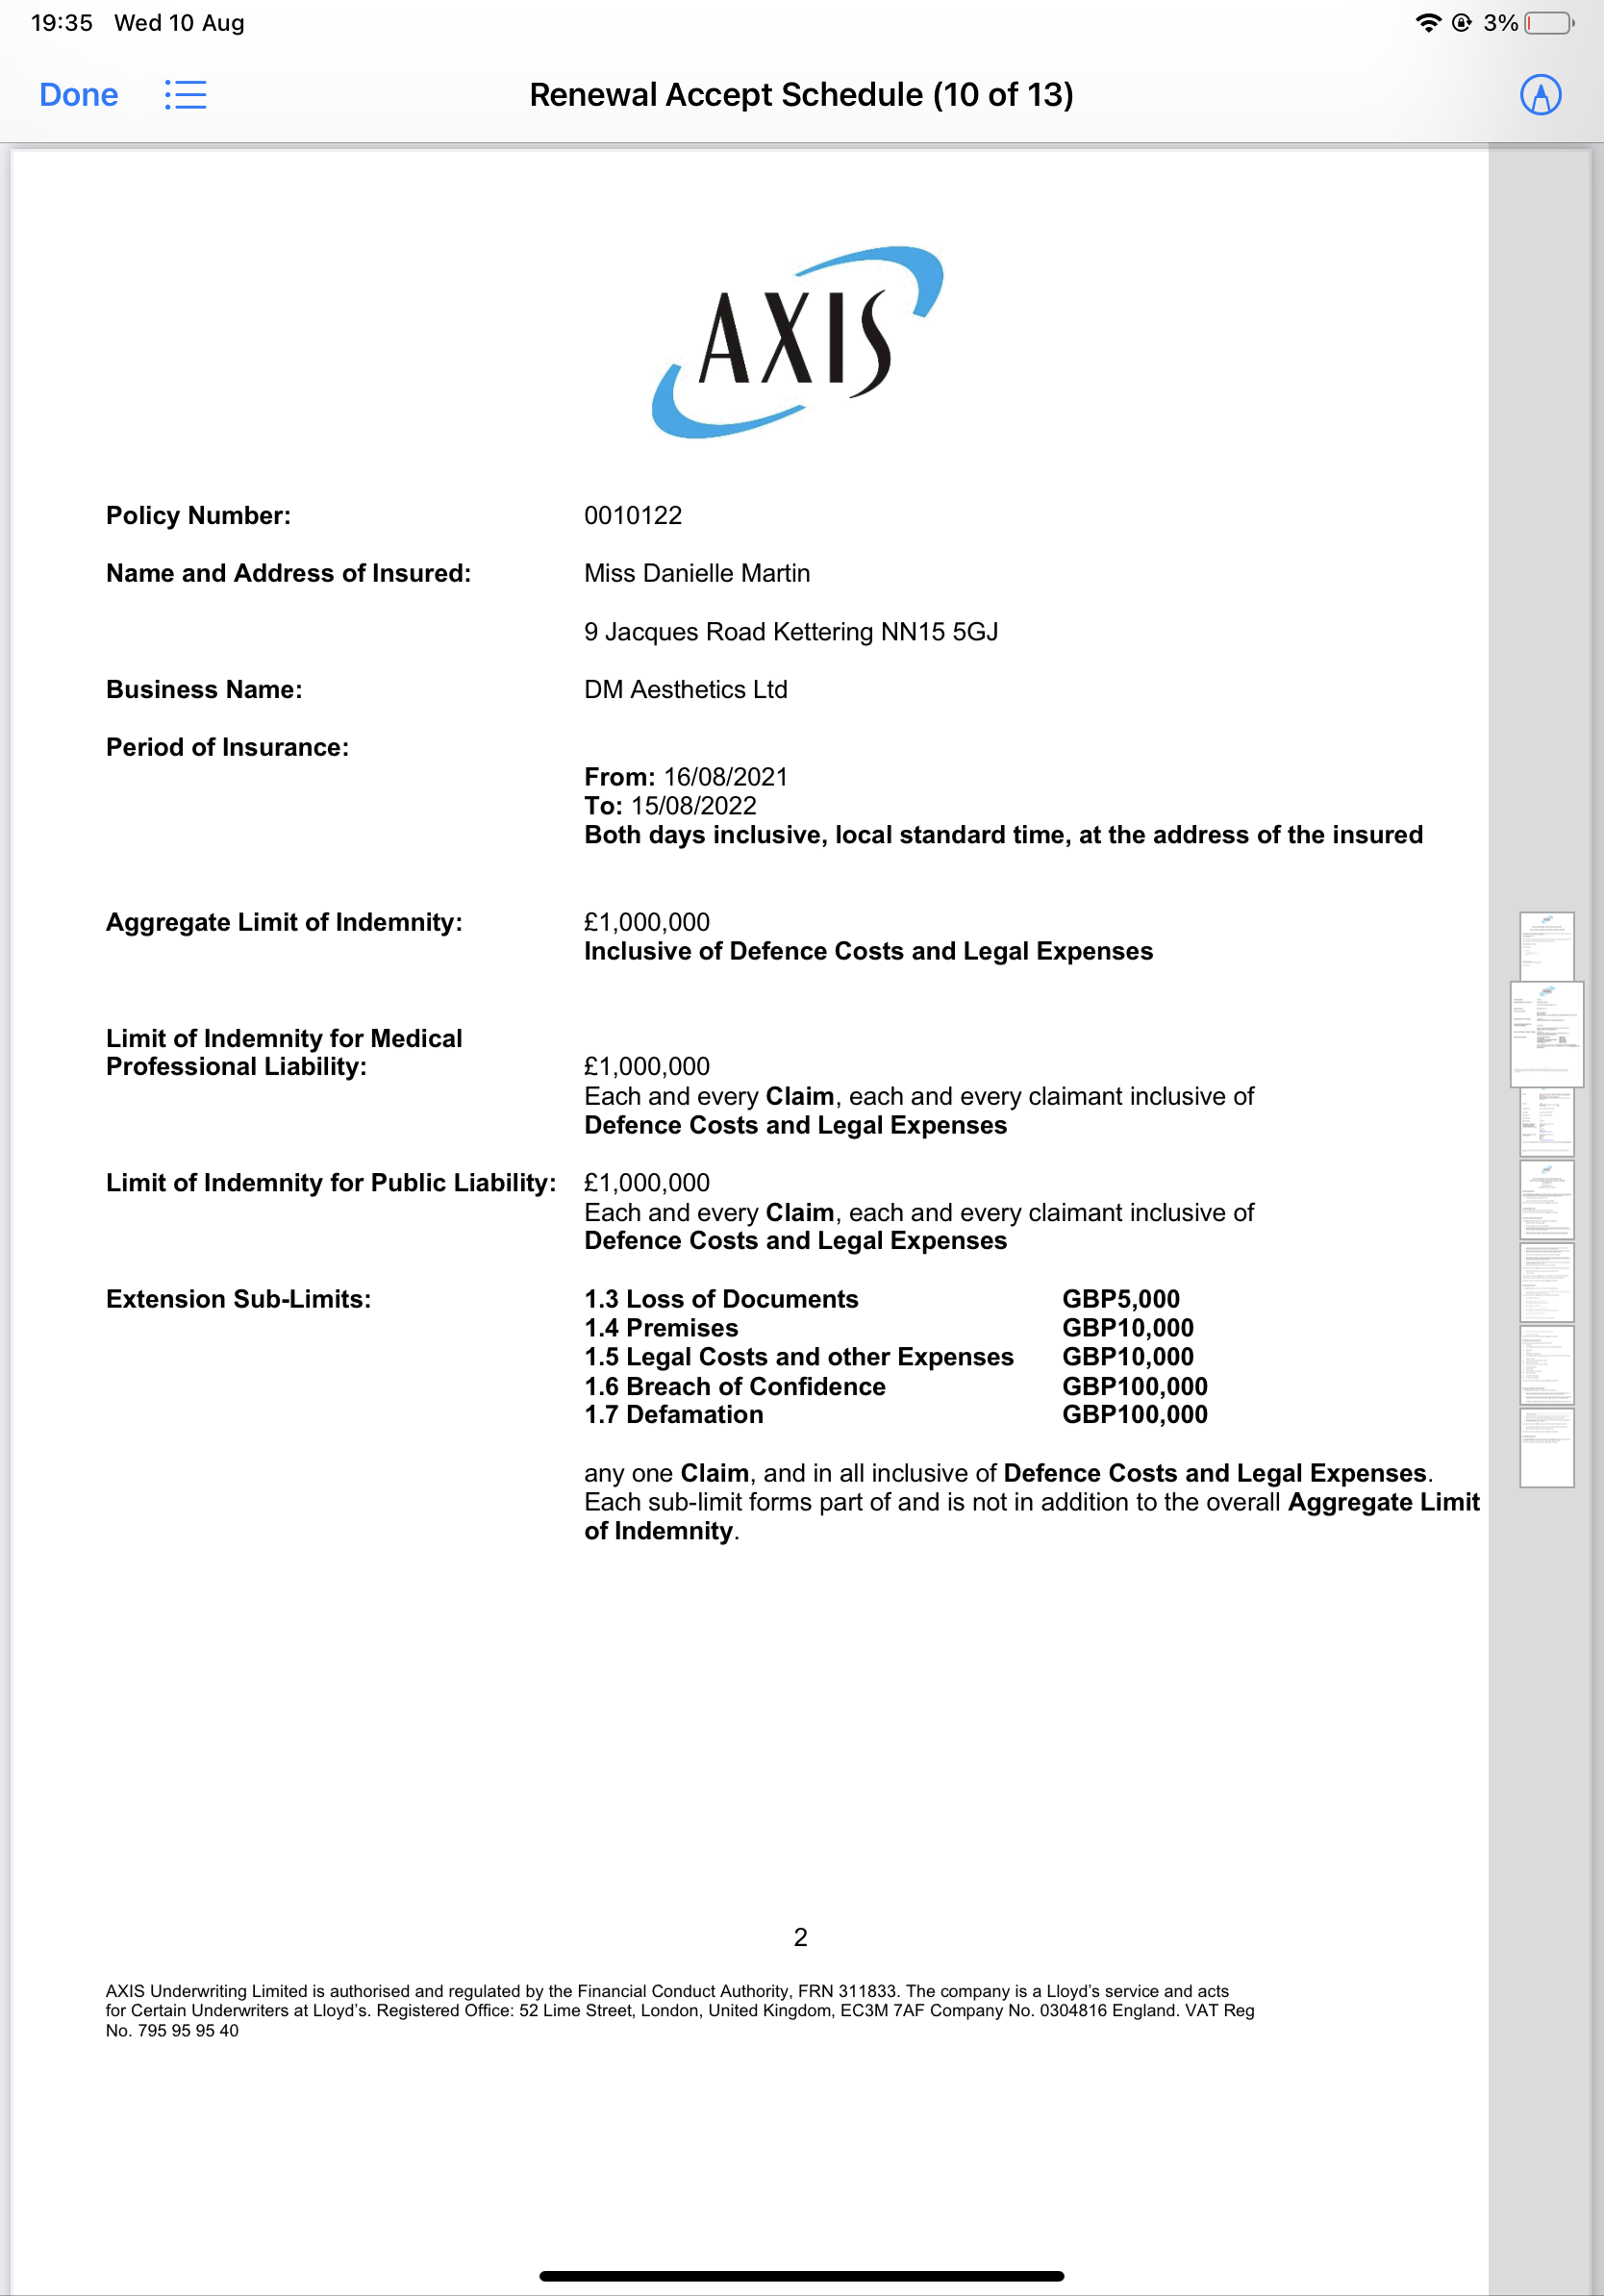 19:35 Wed 10 Aug
3%
Done
Renewal Accept Schedule (10 of 13)
AXIS
Policy Number: 0010122
Name and Address of Insured: Miss Danielle Martin
9 Jacques Road Kettering NN15 5GJ
Business Name: DM Aesthetics Ltd
Period of Insurance:
From: 16/08/2021
To: 15/08/2022
Both days inclusive, local standard time, at the address of the insured
Aggregate Limit of Indemnity: £1,000,000
Inclusive of Defence Costs and Legal Expenses
Limit of Indemnity for Medical
Professional Liability: £1,000,000
Each and every Claim, each and every claimant inclusive of
Defence Costs and Legal Expenses
Limit of Indemnity for Public Liability: £1,000,000
Each and every Claim, each and every claimant inclusive of
Defence Costs and Legal Expenses
Extension Sub-Limits: 1.3 Loss of Documents GBP5,000
1.4 Premises GBP10,000
1.5 Legal Costs and other Expenses GBP10,000
1.6 Breach of Confidence GBP100,000
1.7 Defamation GBP100,000
any one Claim, and in all inclusive of Defence Costs and Legal Expenses.
Each sub-limit forms part of and is not in addition to the overall Aggregate Limit
of Indemnity.
2
AXIS Underwriting Limited is authorised and regulated by the Financial Conduct Authority, FRN 311833. The company is a Lloyd's service and acts
for Certain Underwriters at Lloyd's. Registered Office: 52 Lime Street, London, United Kingdom, EC3M 7AF Company No. 0304816 England. VAT Reg
No. 795 95 95 40